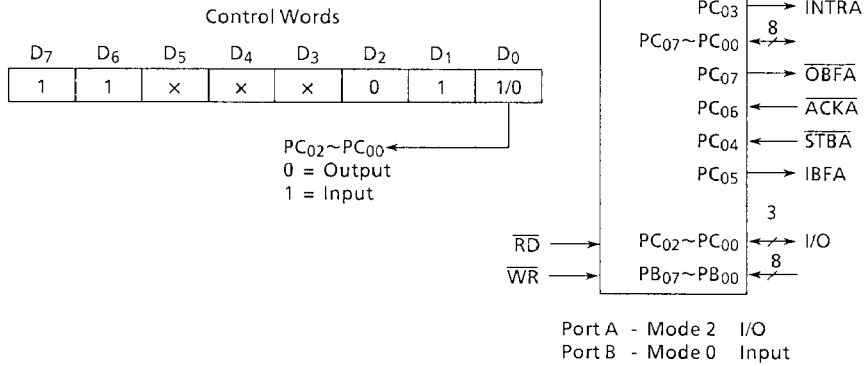 Control Words
D7 D6 D5 D4 D3 D2 D1 D0
1 1 × × × 0 1 1/0
PC02~PC00
0 = Output
1 = Input
PC03 INTRA
PC07~PC00 8
PC07 OBFA
PC06 ACKA
PC04 STBA
PC05 IBFA
3
RD PC02~PC00 I/O
WR PB07~PB00 8
Port A - Mode 2 I/O
Port B - Mode 0 Input